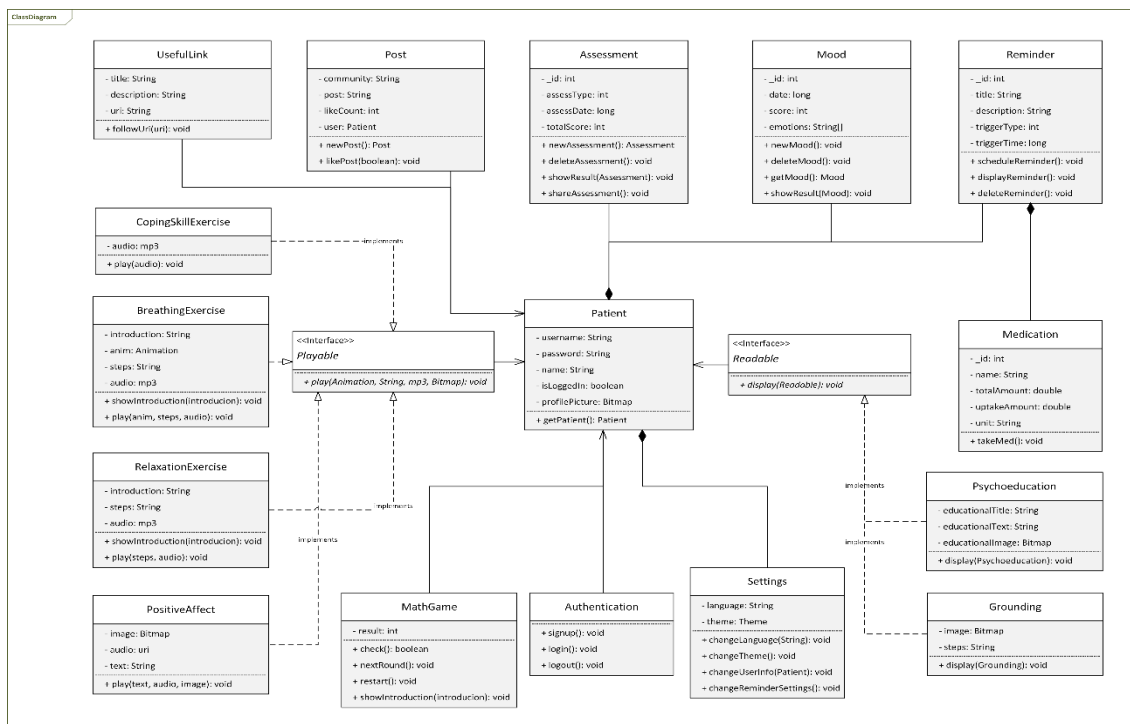 ClassDiagram
UsefulLink
- title: String
- description: String
- uri: String
+ followUri(uri): void
Post
- community: String
- post: String
- likeCount: int
- user: Patient
+ newPost(): Post
+ likePost(boolean): void
Assessment
- _id: int
- assessType: int
- assessDate: long
- totalScore: int
+ newAssessment(): Assessment
+ deleteAssessment(): void
+ showResult(Assessment): void
+ shareAssessment(): void
Mood
- _id: int
- date: long
- score: int
- emotions: String[]
+ newMood(): void
+ deleteMood(): void
+ getMood(): Mood
+ showResult(Mood): void
Reminder
- _id: int
- title: String
- description: String
- triggerType: int
- triggerTime: long
+ scheduleReminder(): void
+ displayReminder(): void
+ deleteReminder(): void
CopingSkillExercise
- audio: mp3
+ play(audio): void
implements
implements
BreathingExercise
- introduction: String
- anim: Animation
- steps: String
- audio: mp3
+ showIntroduction(introducion): void
+ play(anim, steps, audio): void
<<Interface>>
Playable
+ play(Animation, String, mp3, Bitmap): void
Patient
- username: String
- password: String
- name: String
- isLoggedIn: boolean
- profilePicture: Bitmap
+ getPatient(): Patient
<<Interface>>
Readable
+ display(Readable): void
Medication
- _id: int
- name: String
- totalAmount: double
- uptakeAmount: double
- unit: String
+ takeMed(): void
RelaxationExercise
- introduction: String
- steps: String
- audio: mp3
+ showIntroduction(introducion): void
+ play(steps, audio): void
implements
implements
implements
Psychoeducation
- educationalTitle: String
- educationalText: String
- educationalImage: Bitmap
+ display(Psychoeducation): void
implements
PositiveAffect
- image: Bitmap
- audio: uri
- text: String
+ play(text, audio, image): void
MathGame
- result: int
+ check(): boolean
+ nextRound(): void
+ restart(): void
+ showIntroduction(introducion): void
Authentication
+ signup(): void
+ login(): void
+ logout(): void
Settings
- language: String
- theme: Theme
+ changeLanguage(String): void
+ changeTheme(): void
+ changeUserInfo(Patient): void
+ changeReminderSettings(): void
Grounding
- image: Bitmap
- steps: String
+ display(Grounding): void